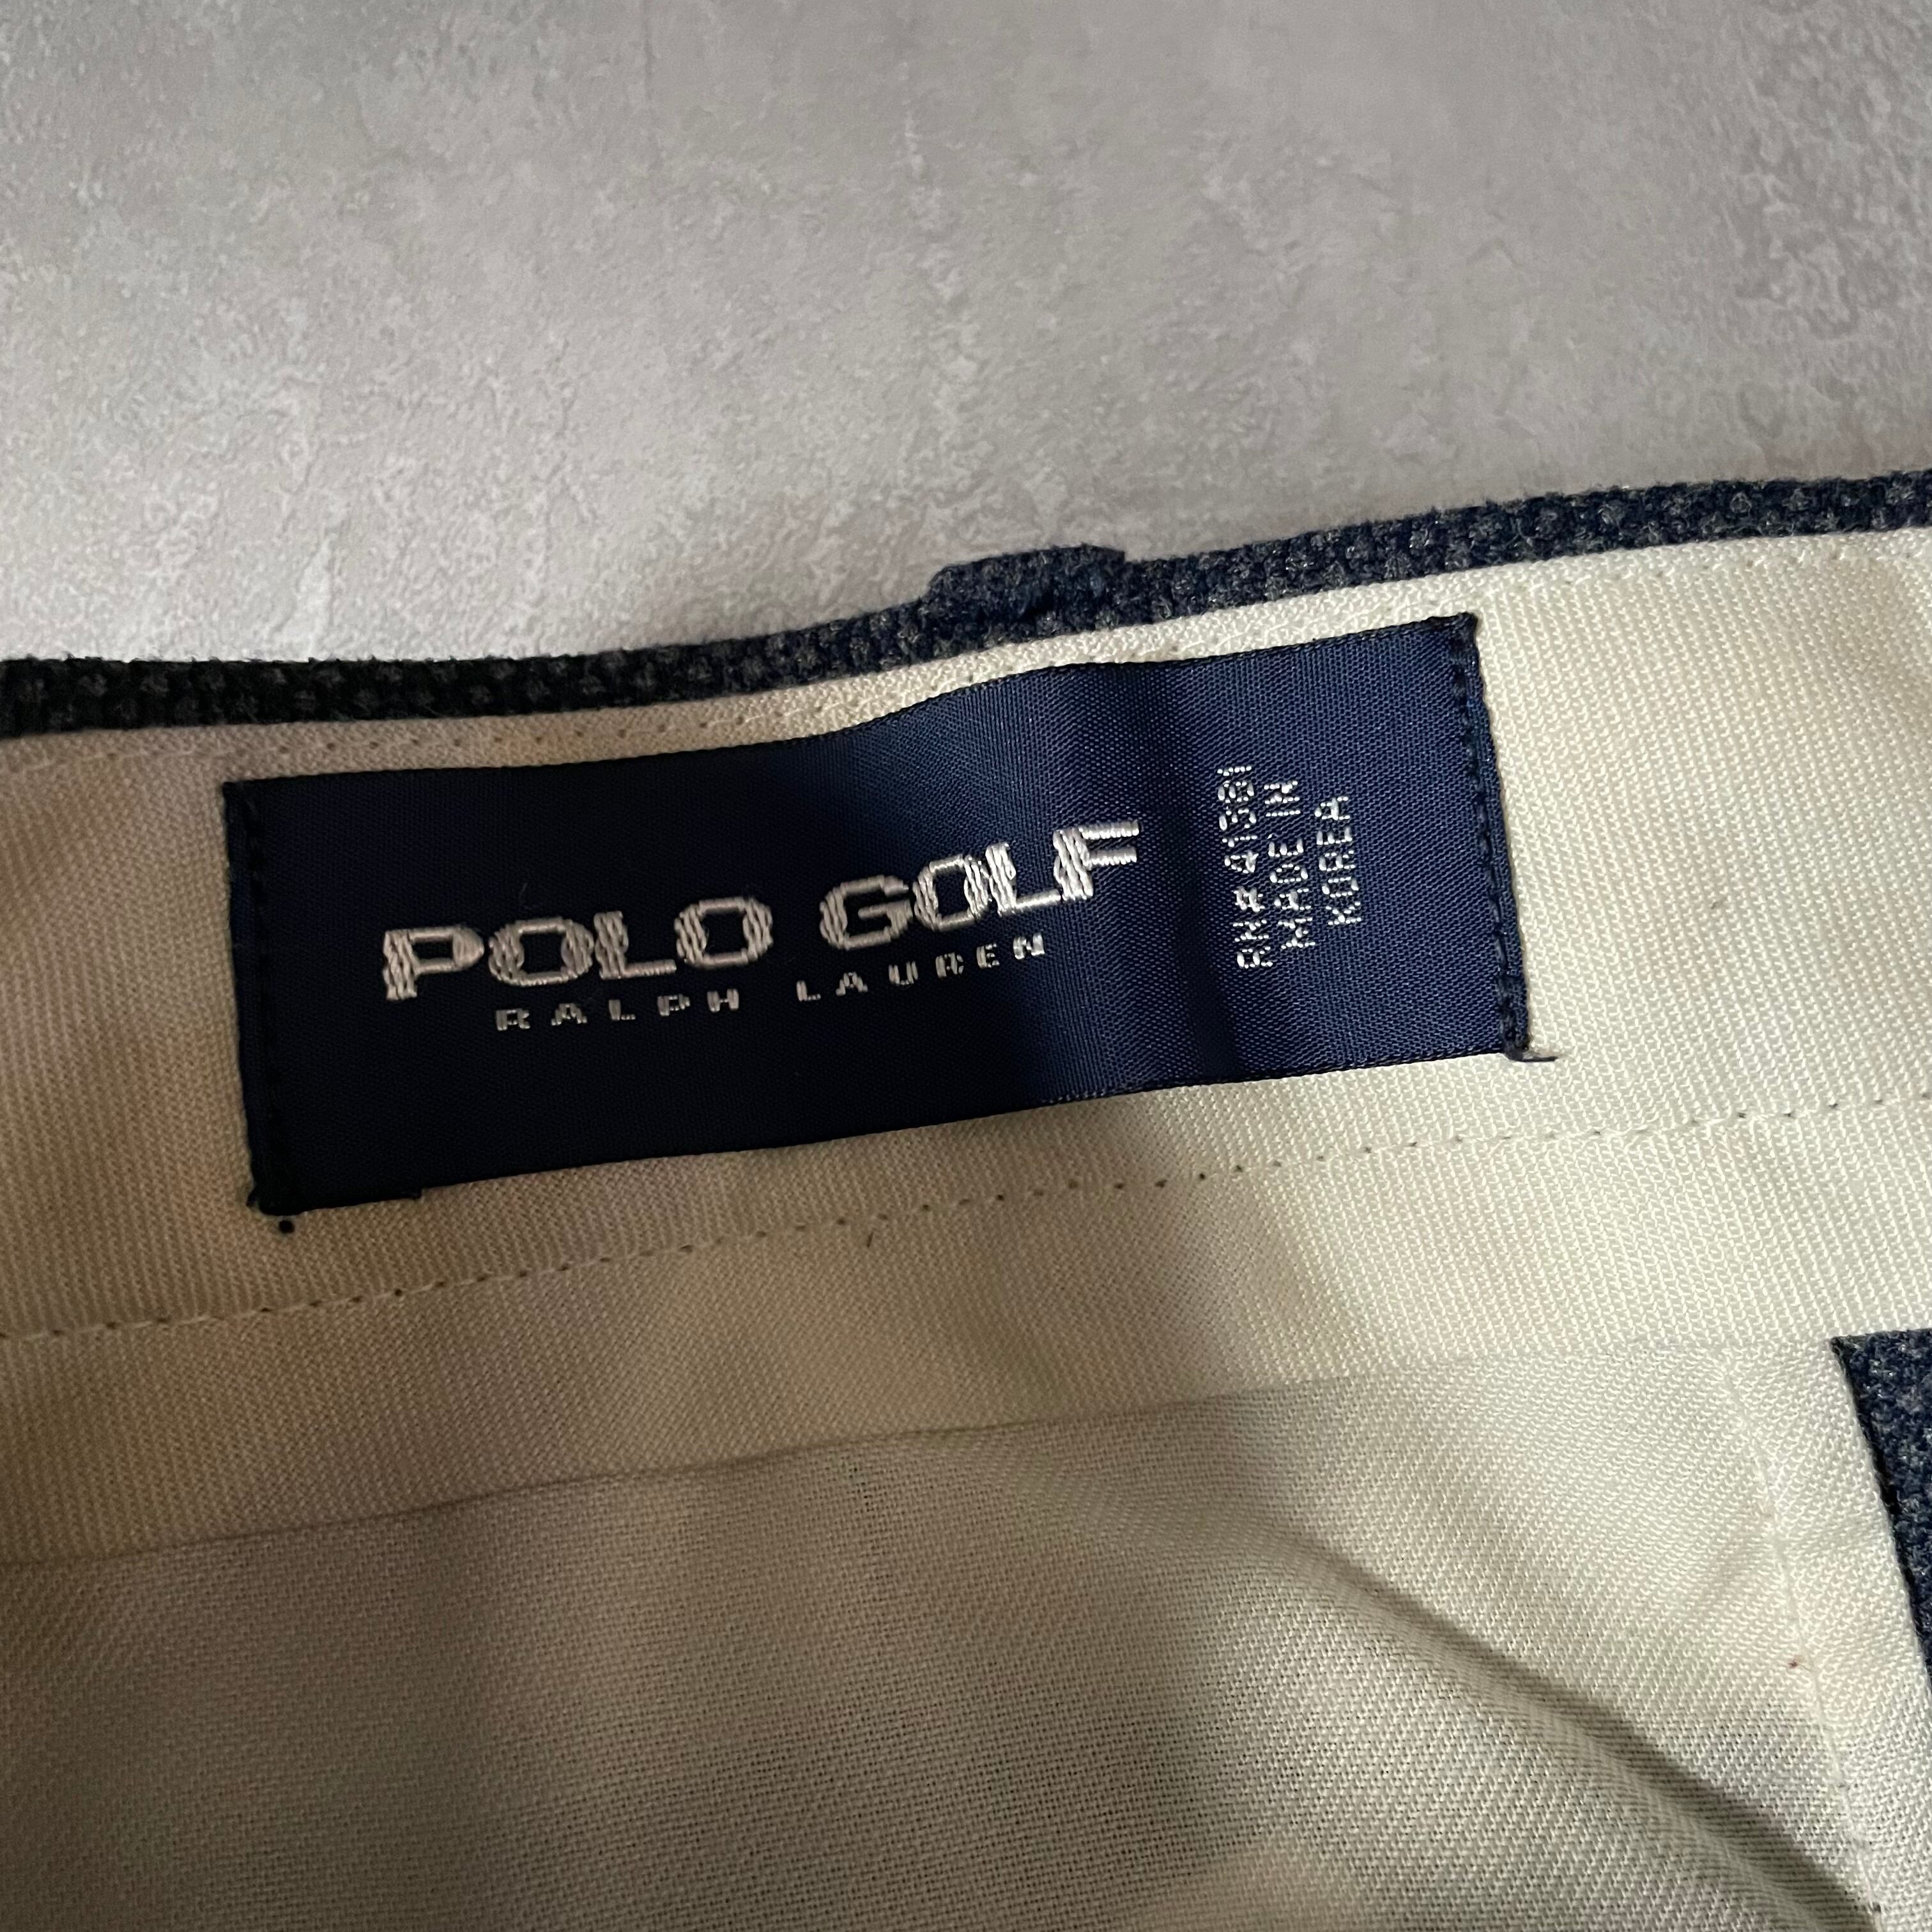 POLO GOLF
RALPH LAUREN
RN# 41381
MADE IN
KOREA